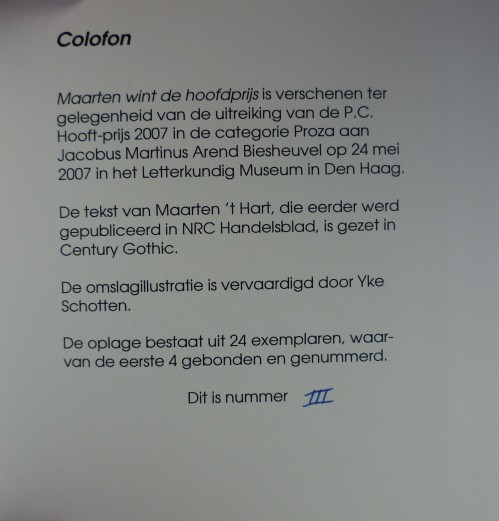 Colofon
Maarten wint de hoofdprijs is verschenen ter
gelegenheid van de uitreiking van de P.C.
Hooft-prijs 2007 in de categorie Proza aan
Jacobus Martinus Arend Biesheuvel op 24 mei
2007 in het Letterkundig Museum in Den Haag.
De tekst van Maarten 't Hart, die eerder werd
gepubliceerd in NRC Handelsblad, is gezet in
Century Gothic.
De omslagillustratie is vervaardigd door Yke
Schotten.
De oplage bestaat uit 24 exemplaren, waar-
van de eerste 4 gebonden en genummerd.
Dit is nummer III